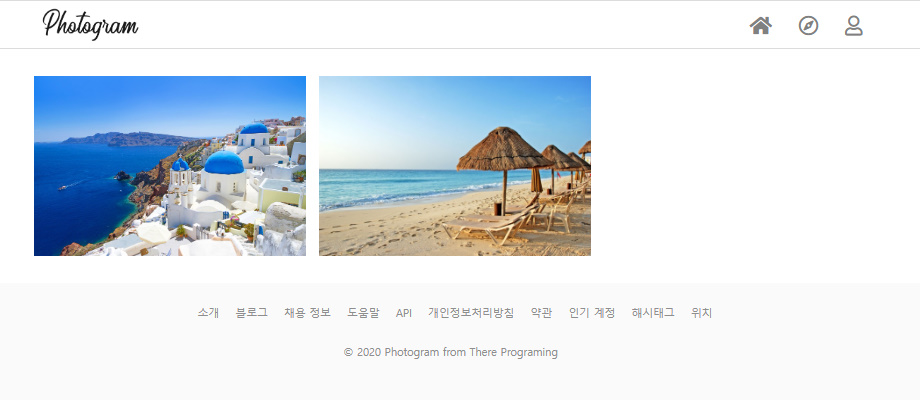 Photogram
소개 블로그 채용 정보 도움말 API 개인정보처리방침 약관 인기 계정 해시태그 위치
© 2020 Photogram from There Programing